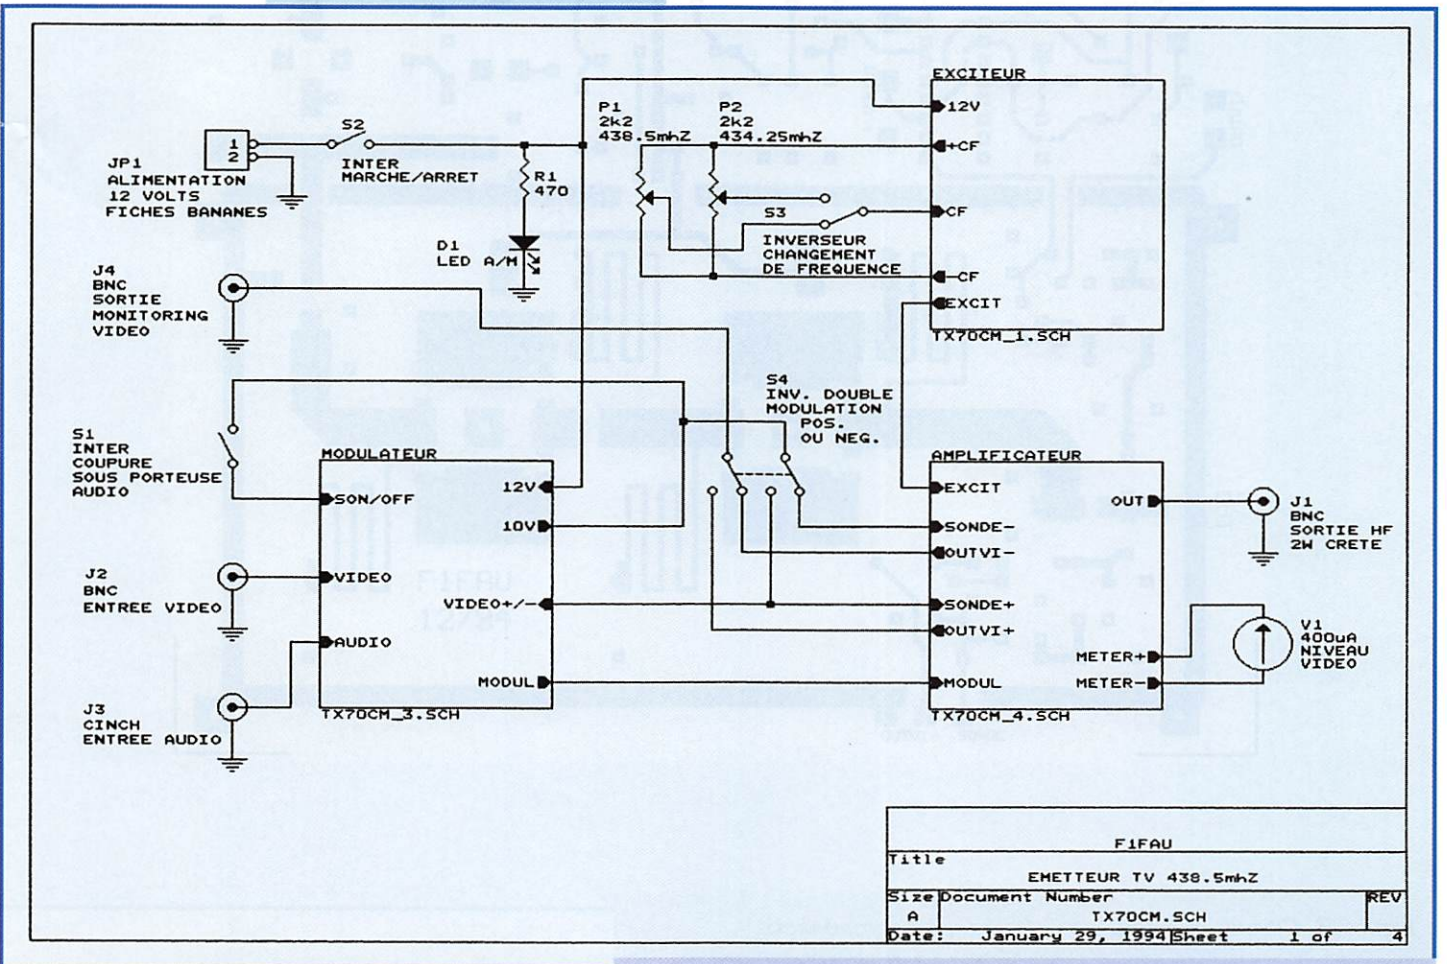 EXCITEUR
12V
+CF
CF
-CF
EXCIT
TX70CM_1.SCH
P1
2k2
438.5mhZ
P2
2k2
434.25mhZ
S2
INTER
MARCHE/ARRET
1
2
JP1
ALIMENTATION
12 VOLTS
FICHES BANANES
R1
470
D1
LED A/M
S3
INVERSEUR
CHANGEMENT
DE FREQUENCE
J4
BNC
SORTIE
MONITORING
VIDEO
S4
INV. DOUBLE
MODULATION
POS.
OU NEG.
S1
INTER
COUPURE
SOUS PORTEUSE
AUDIO
MODULATEUR
SON/OFF
12V
10V
VIDEO
VIDEO+/-
AUDIO
MODUL
TX70CM_3.SCH
J2
BNC
ENTREE VIDEO
J3
CINCH
ENTREE AUDIO
AMPLIFICATEUR
EXCIT
OUT
SONDE-
OUTVI-
SONDE+
OUTVI+
METER+
MODUL
METER-
TX70CM_4.SCH
J1
BNC
SORTIE HF
2W CRETE
V1
400uA
NIVEAU
VIDEO
F1FAU
12/94
F1FAU
Title
EMETTEUR TV 438.5mhZ
Size Document Number REV
A TX70CM.SCH
Date: January 29, 1994 Sheet 1 of 4